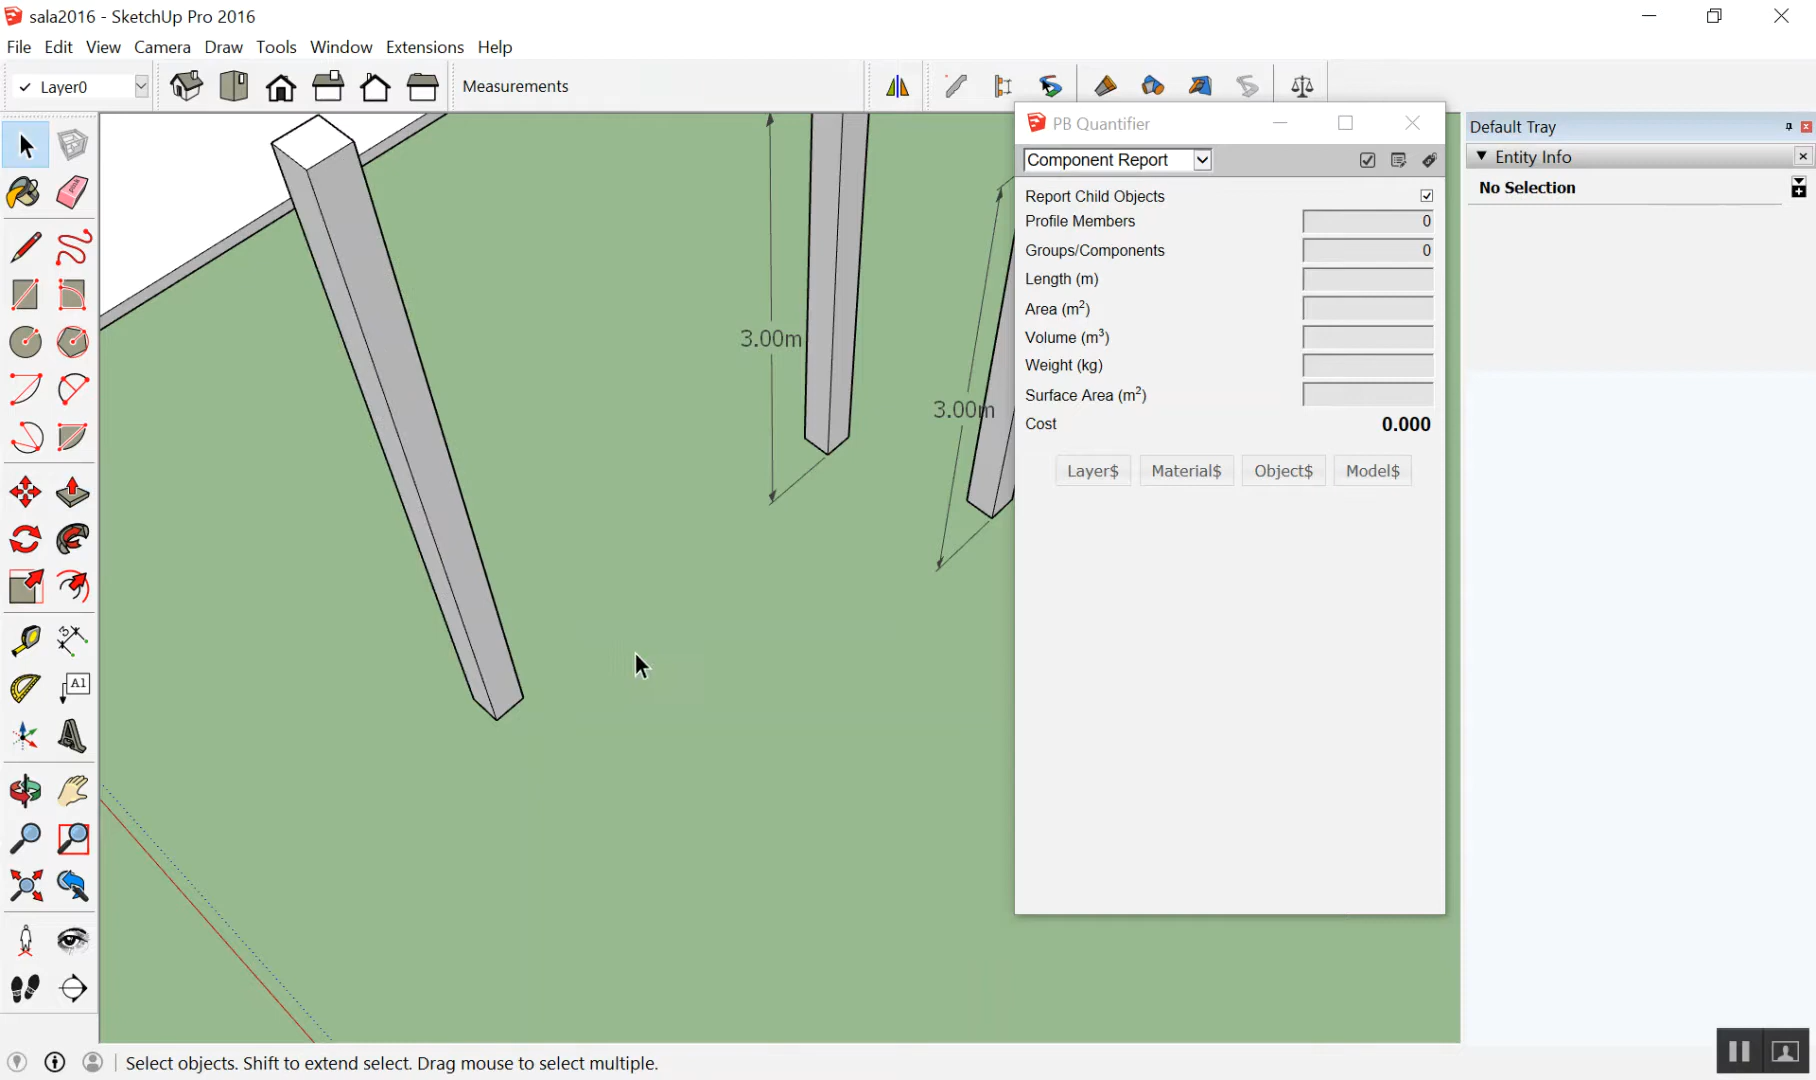 sala2016 - SketchUp Pro 2016
File Edit View Camera Draw Tools Window Extensions Help
Layer0
Measurements
PB Quantifier
Component Report
Report Child Objects
Profile Members 0
Groups/Components 0
Length (m)
Area (m²)
Volume (m³)
Weight (kg)
Surface Area (m²)
Cost 0.000
Layer$ Material$ Object$ Model$
Default Tray
Entity Info
No Selection
3.00m
3.00m
A1
Select objects. Shift to extend select. Drag mouse to select multiple.